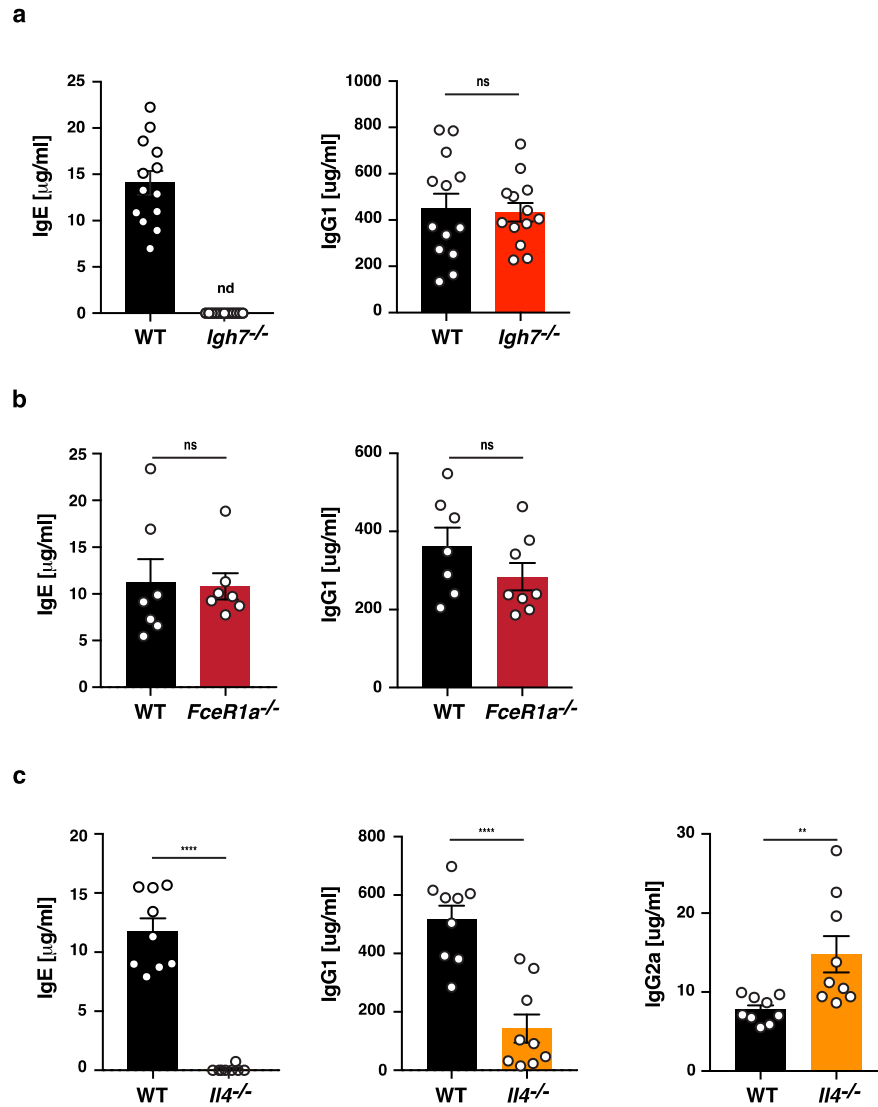 a
IgE [µg/ml]
25
20
15
10
5
0
nd
WT Igh7-/-
IgG1 [ug/ml]
1000
800
600
400
200
0
ns
WT Igh7-/-
b
IgE [µg/ml]
25
20
15
10
5
0
ns
WT FceR1a-/-
IgG1 [ug/ml]
600
400
200
0
ns
WT FceR1a-/-
c
IgE [µg/ml]
20
15
10
5
0
****
WT Il4-/-
IgG1 [ug/ml]
800
600
400
200
0
****
WT Il4-/-
IgG2a [ug/ml]
30
20
10
0
**
WT Il4-/-